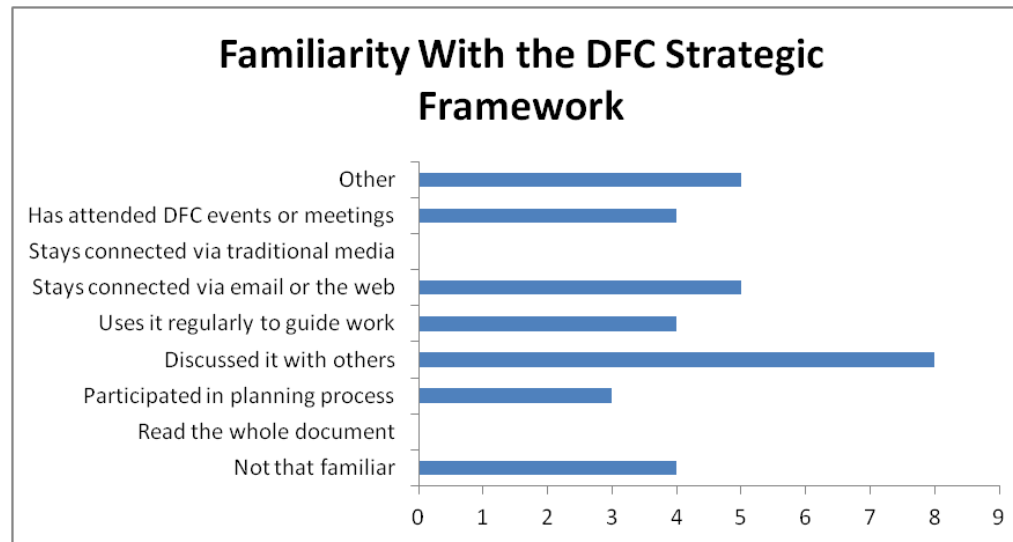 Familiarity With the DFC Strategic
Framework
Other
Has attended DFC events or meetings
Stays connected via traditional media
Stays connected via email or the web
Uses it regularly to guide work
Discussed it with others
Participated in planning process
Read the whole document
Not that familiar
0 1 2 3 4 5 6 7 8 9